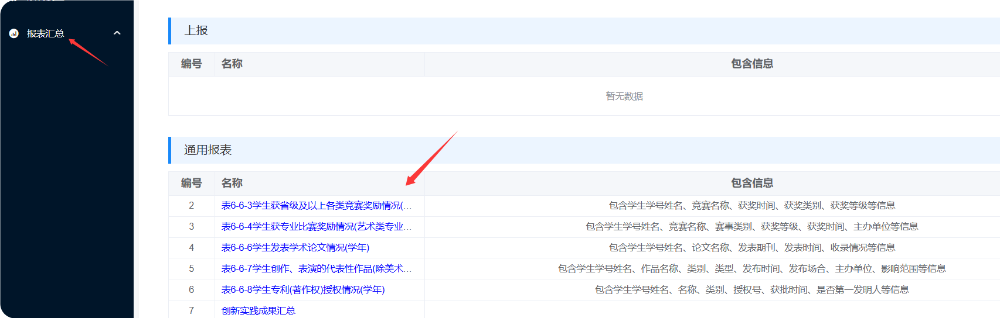 报表汇总
上报
编号 名称 包含信息
暂无数据
通用报表
编号 名称 包含信息
2 表6-6-3学生获省级及以上各类竞赛奖励情况(... 包含学生学号姓名、竞赛名称、获奖时间、获奖类别、获奖等级等信息
3 表6-6-4学生获专业比赛奖励情况(艺术类专业... 包含学生学号姓名、竞赛名称、赛事类别、获奖等级、获奖时间、主办单位等信息
4 表6-6-6学生发表学术论文情况(学年) 包含学生学号姓名、论文名称、发表期刊、发表时间、收录情况等信息
5 表6-6-7学生创作、表演的代表性作品(除美术... 包含学生学号姓名、作品名称、类别、类型、发布时间、发布场合、主办单位、影响范围等信息
6 表6-6-8学生专利(著作权)授权情况(学年) 包含学生学号姓名、名称、类别、授权号、获批时间、是否第一发明人等信息
7 创新实践成果汇总